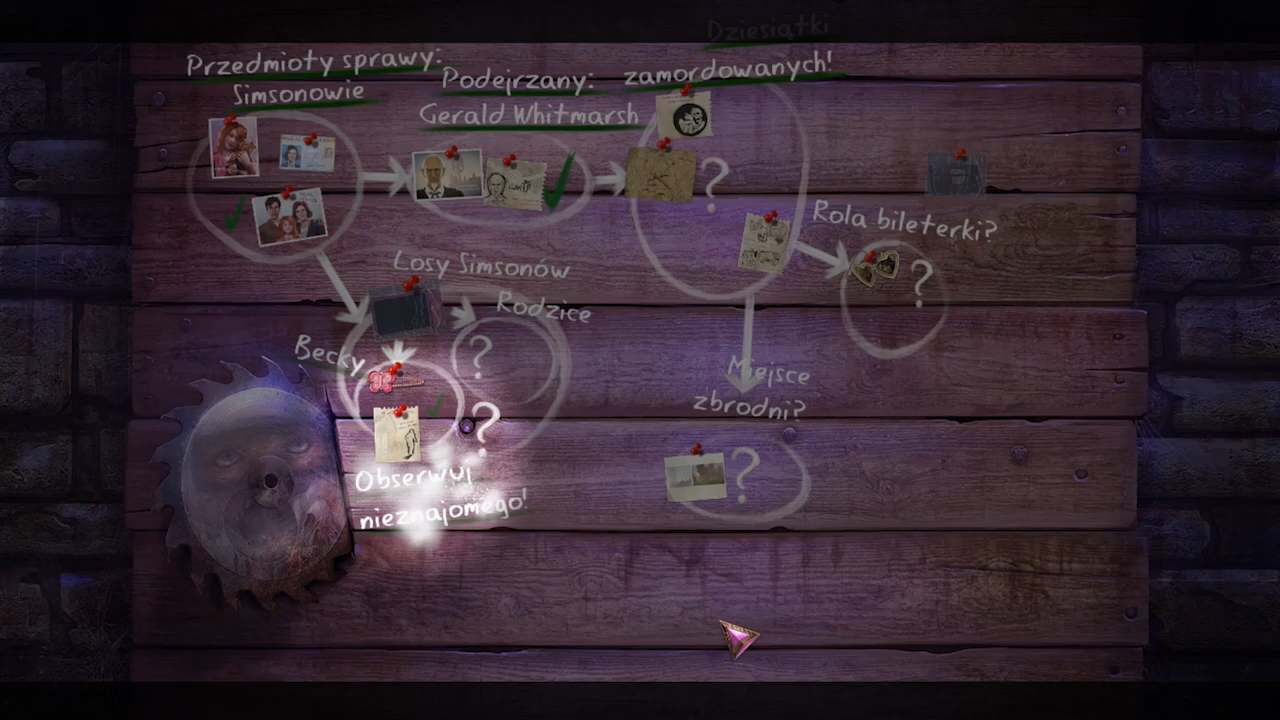 Dziesiątki
zamordowanych!
Przedmioty sprawy:
Simsonowie
Podejrzany:
Gerald Whitmarsh
?
Rola bileterki?
?
Losy Simsonów
Rodzice
?
Becky
?
Miejsce
zbrodni?
?
Obserwuj
nieznajomego!